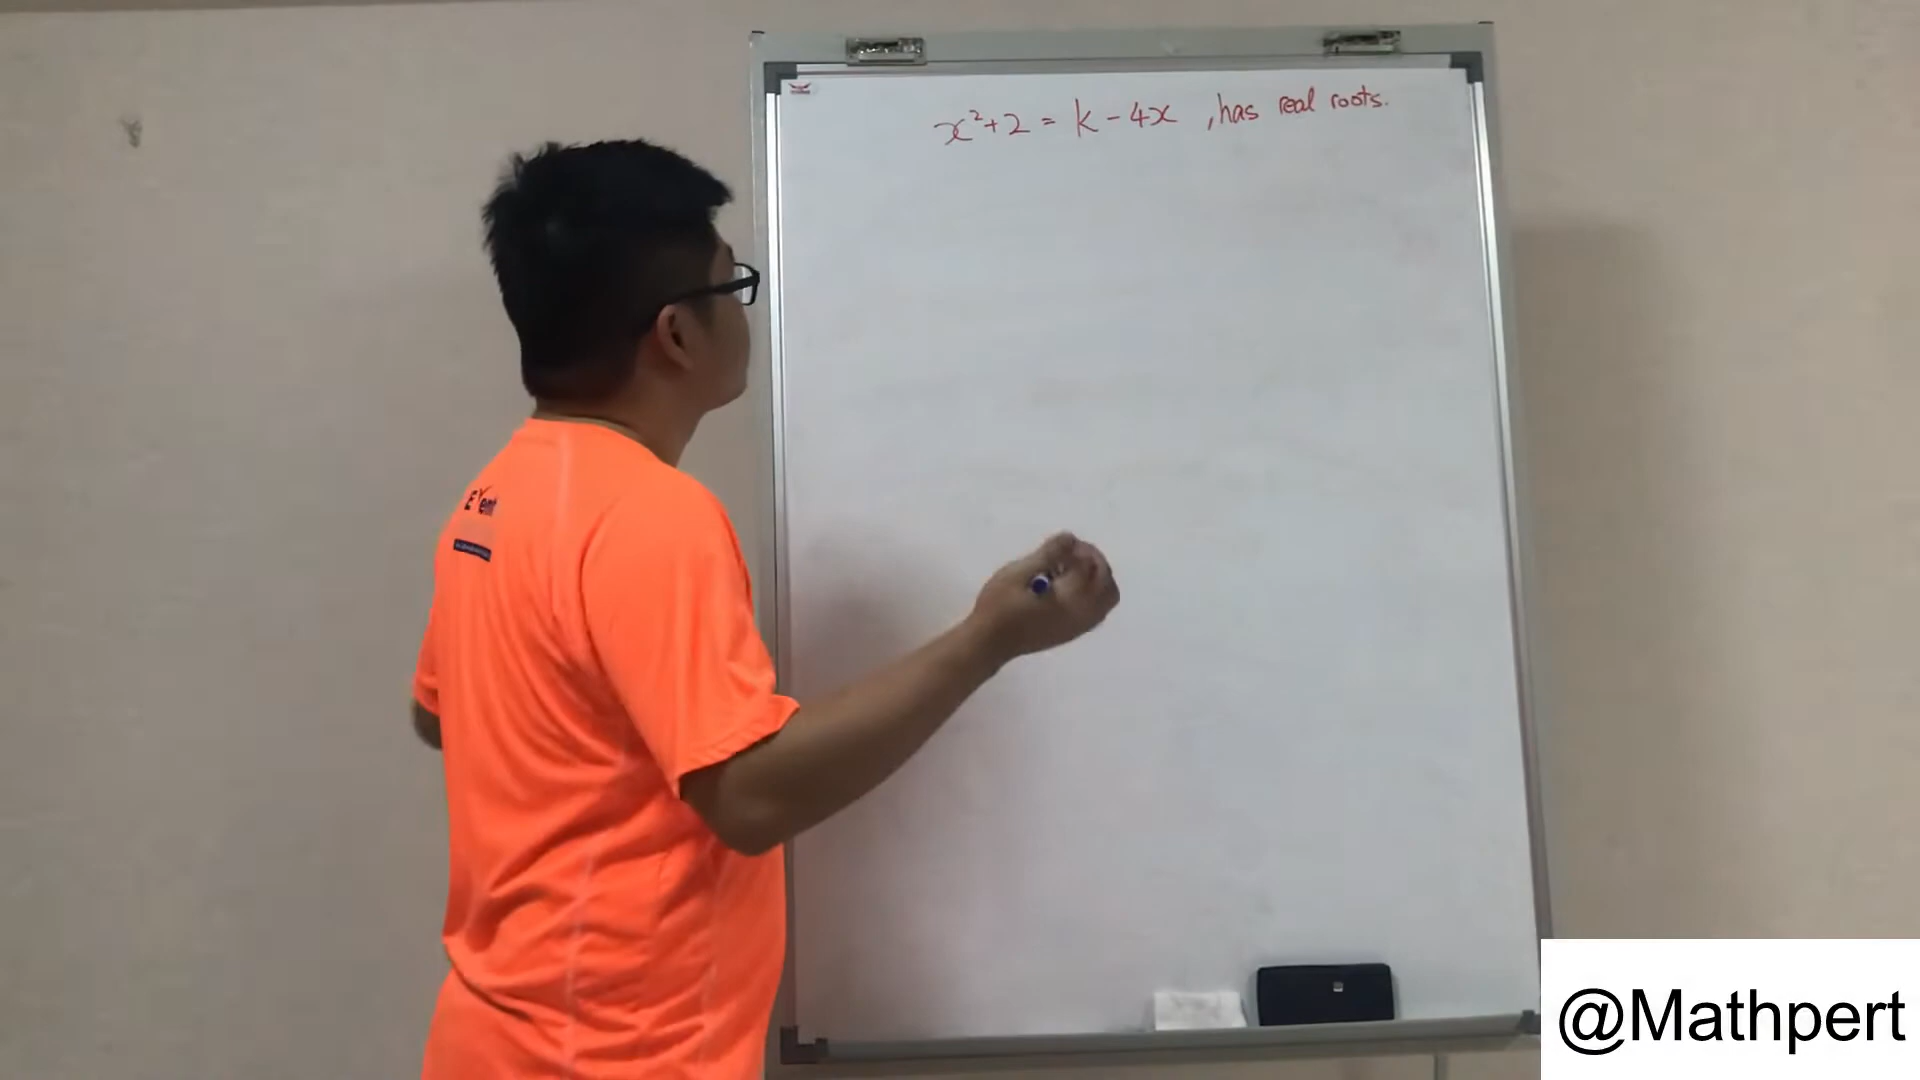 x²+2 = k - 4x , has real roots.
@Mathpert